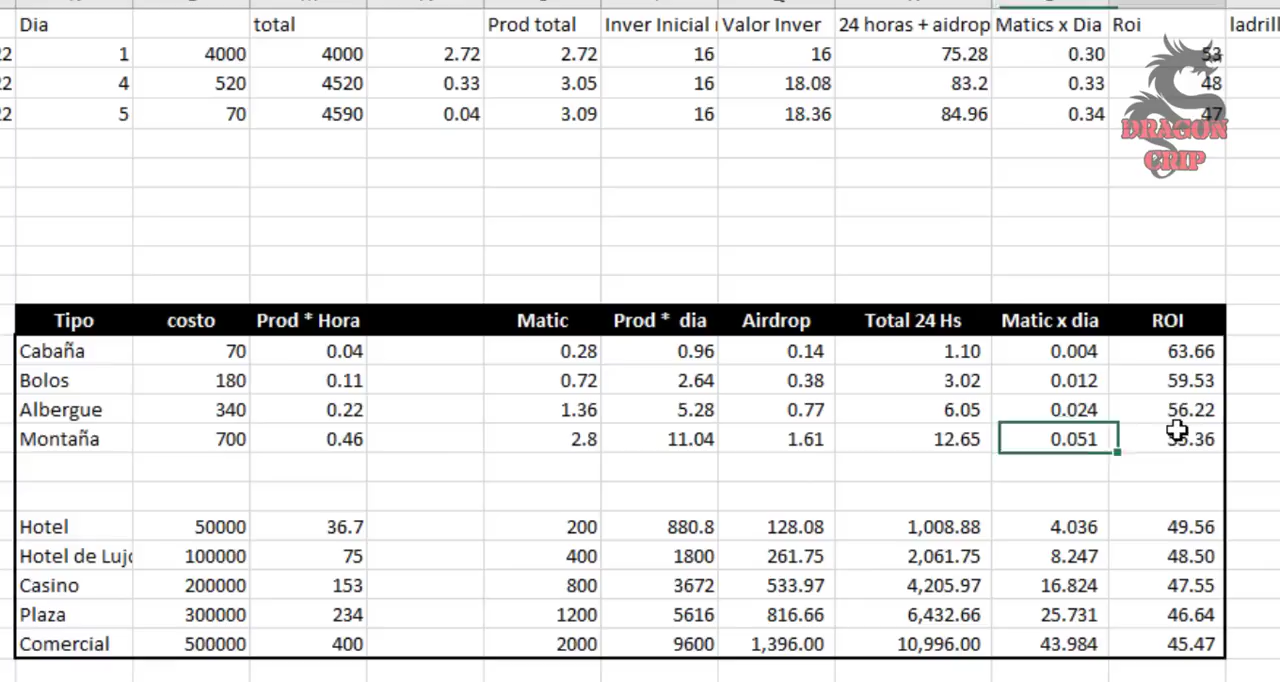 Dia total Prod total Inver Inicial Valor Inver 24 horas + aidrop Matics x Dia Roi ladrill
22 1 4000 4000 2.72 2.72 16 16 75.28 0.30 53
22 4 520 4520 0.33 3.05 16 18.08 83.2 0.33 48
22 5 70 4590 0.04 3.09 16 18.36 84.96 0.34 47
DRAGON
CRIP
Tipo costo Prod * Hora Matic Prod * dia Airdrop Total 24 Hs Matic x dia ROI
Cabaña 70 0.04 0.28 0.96 0.14 1.10 0.004 63.66
Bolos 180 0.11 0.72 2.64 0.38 3.02 0.012 59.53
Albergue 340 0.22 1.36 5.28 0.77 6.05 0.024 56.22
Montaña 700 0.46 2.8 11.04 1.61 12.65 0.051
Hotel 50000 36.7 200 880.8 128.08 1,008.88 4.036 49.56
Hotel de Lujo 100000 75 400 1800 261.75 2,061.75 8.247 48.50
Casino 200000 153 800 3672 533.97 4,205.97 16.824 47.55
Plaza 300000 234 1200 5616 816.66 6,432.66 25.731 46.64
Comercial 500000 400 2000 9600 1,396.00 10,996.00 43.984 45.47